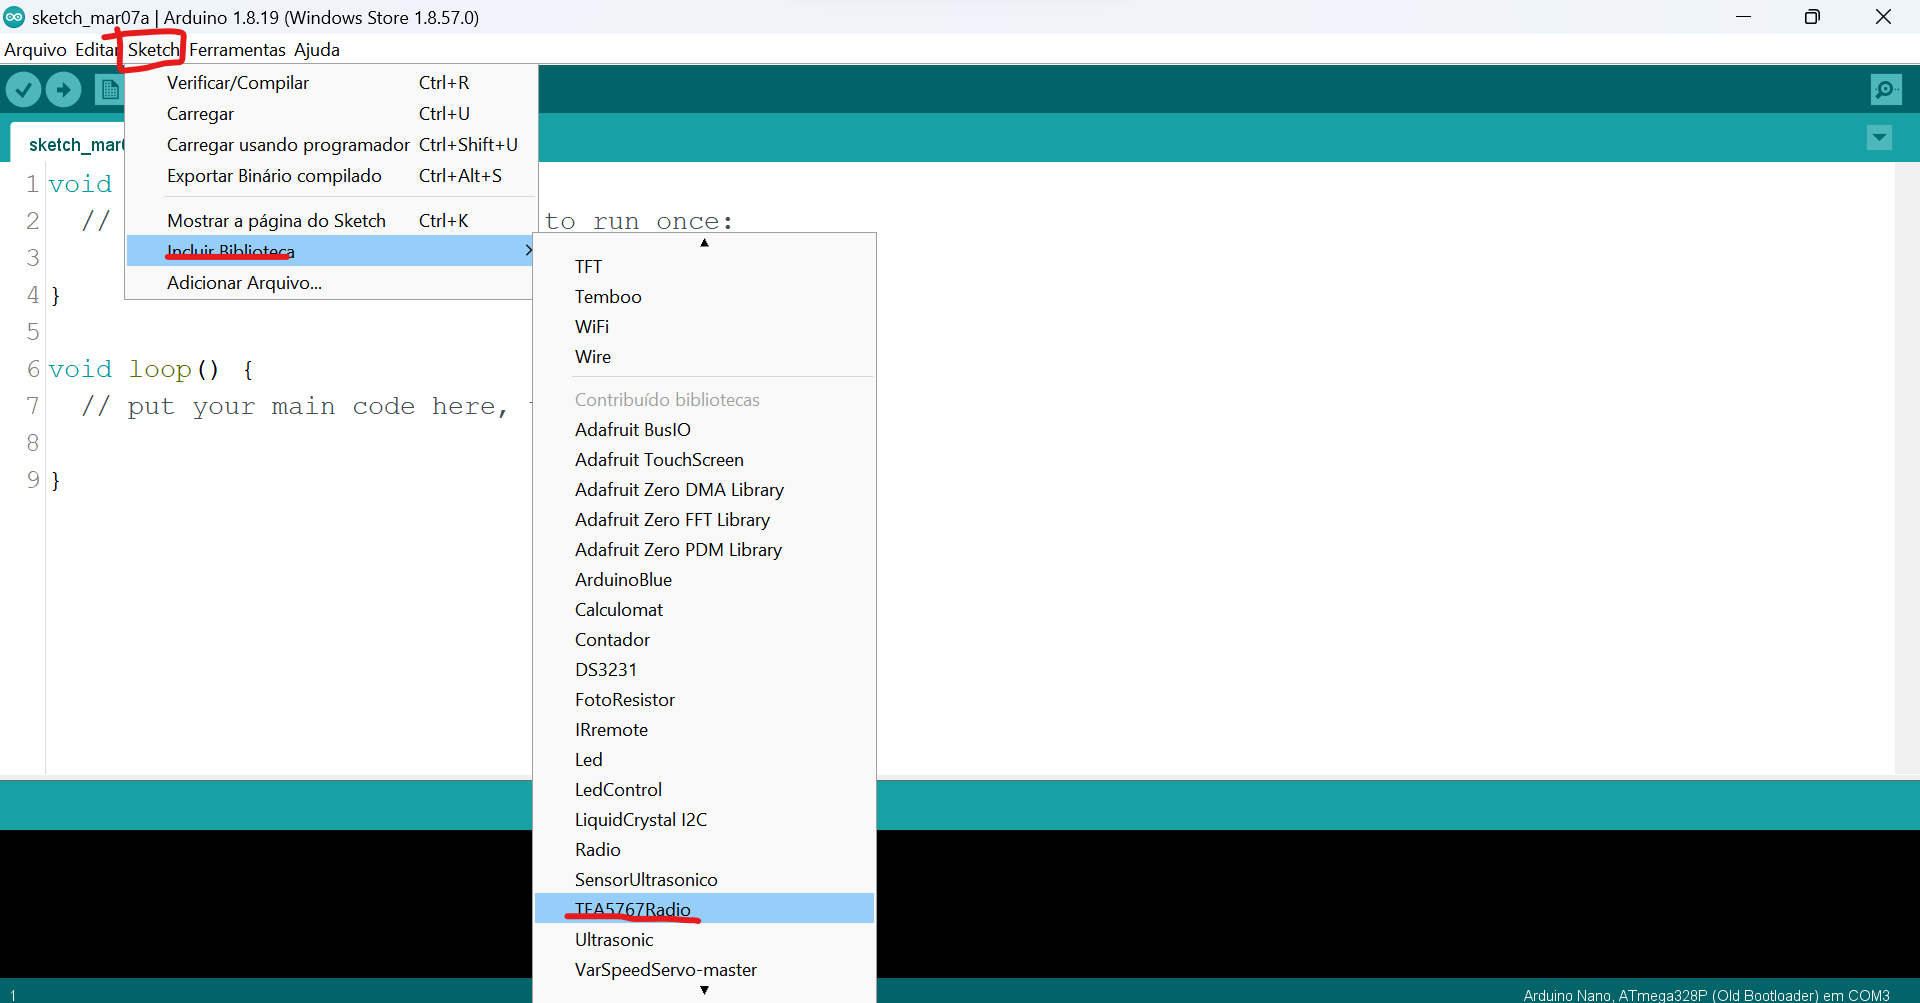 sketch_mar07a | Arduino 1.8.19 (Windows Store 1.8.57.0)
Arquivo Editar Sketch Ferramentas Ajuda
Verificar/Compilar Ctrl+R
Carregar Ctrl+U
Carregar usando programador Ctrl+Shift+U
Exportar Binário compilado Ctrl+Alt+S
Mostrar a página do Sketch Ctrl+K
Incluir Biblioteca
Adicionar Arquivo...
sketch_mar0
1 void
2 // to run once:
3
4 }
5
6 void loop() {
7 // put your main code here,
8
9 }
TFT
Temboo
WiFi
Wire
Contribuído bibliotecas
Adafruit BusIO
Adafruit TouchScreen
Adafruit Zero DMA Library
Adafruit Zero FFT Library
Adafruit Zero PDM Library
ArduinoBlue
Calculomat
Contador
DS3231
FotoResistor
IRremote
Led
LedControl
LiquidCrystal I2C
Radio
SensorUltrasonico
TEA5767Radio
Ultrasonic
VarSpeedServo-master
1 Arduino Nano, ATmega328P (Old Bootloader) em COM3